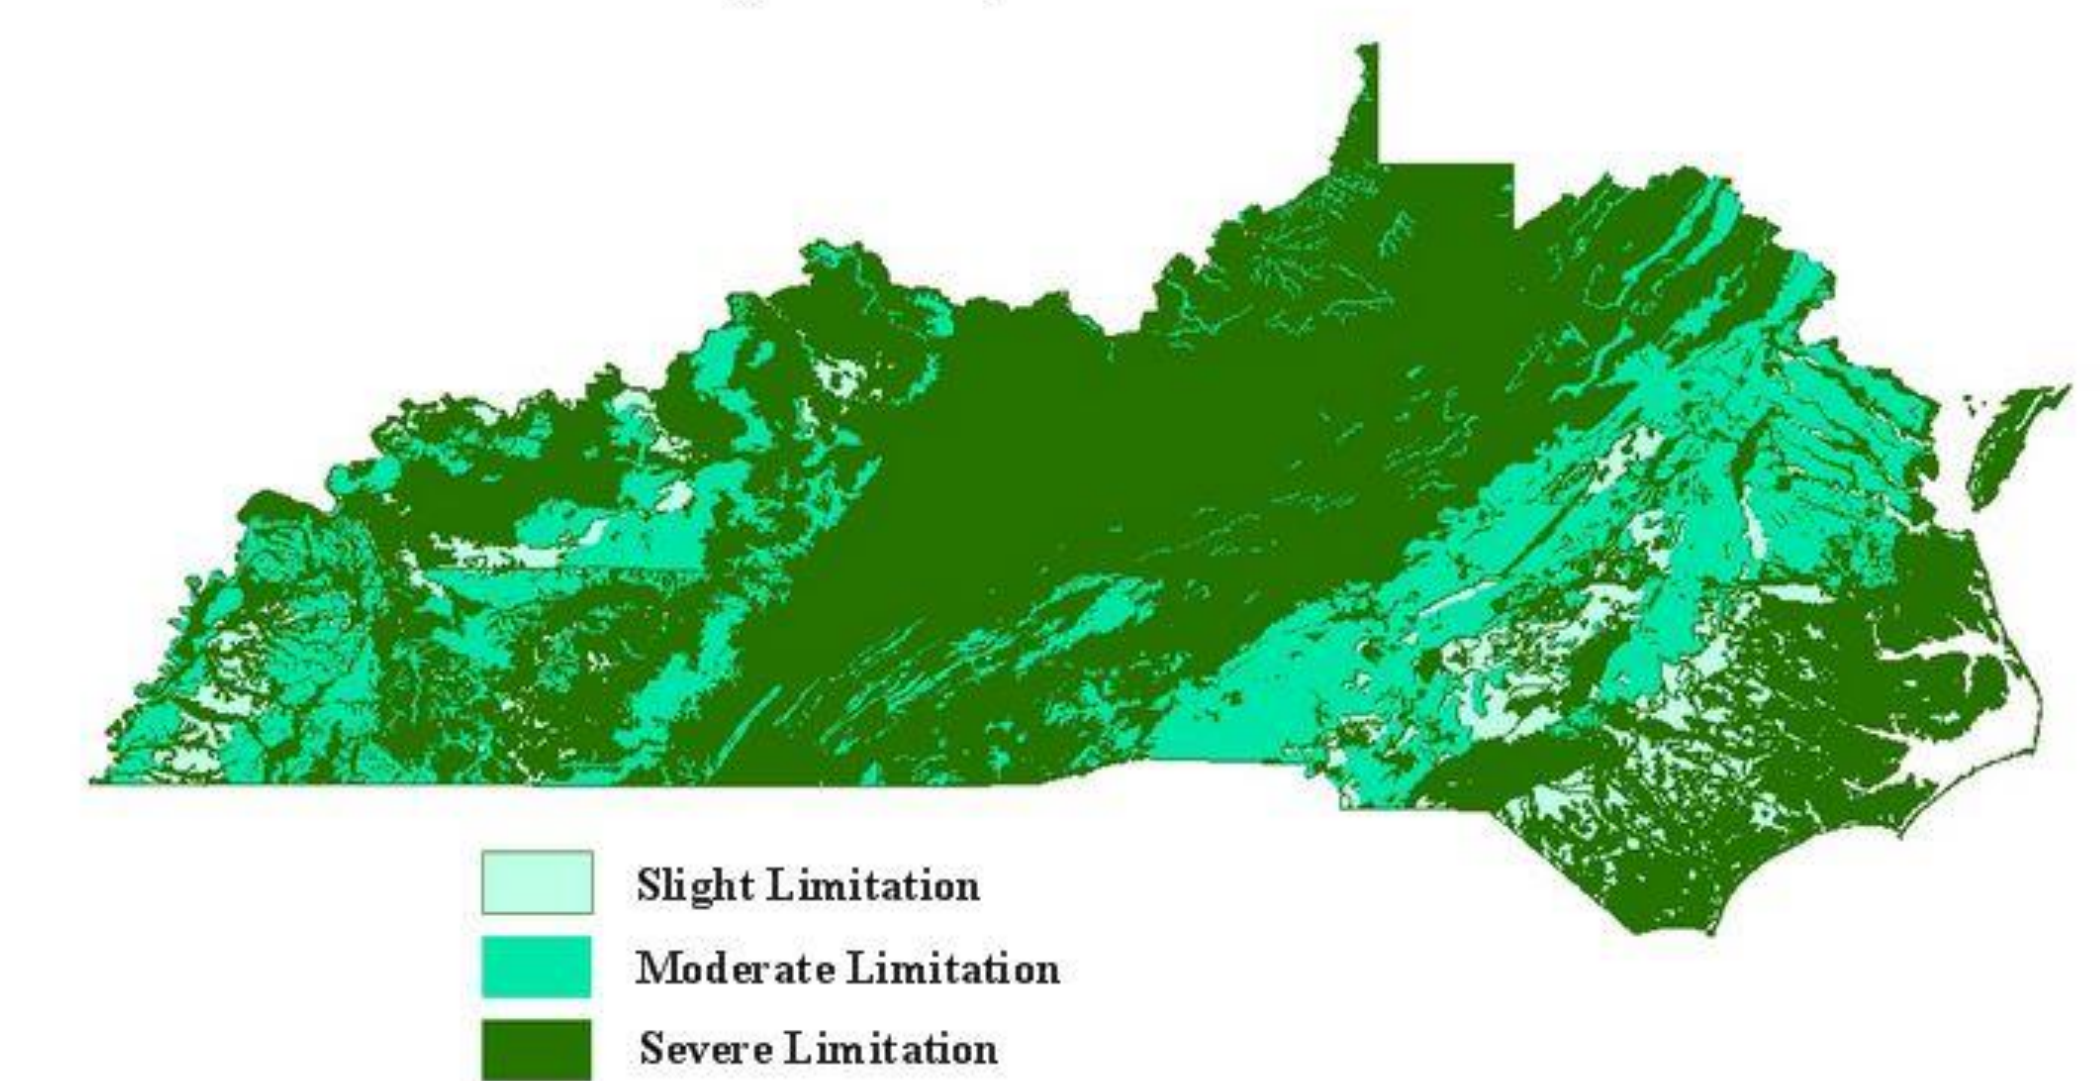 Slight Limitation
Moderate Limitation
Severe Limitation